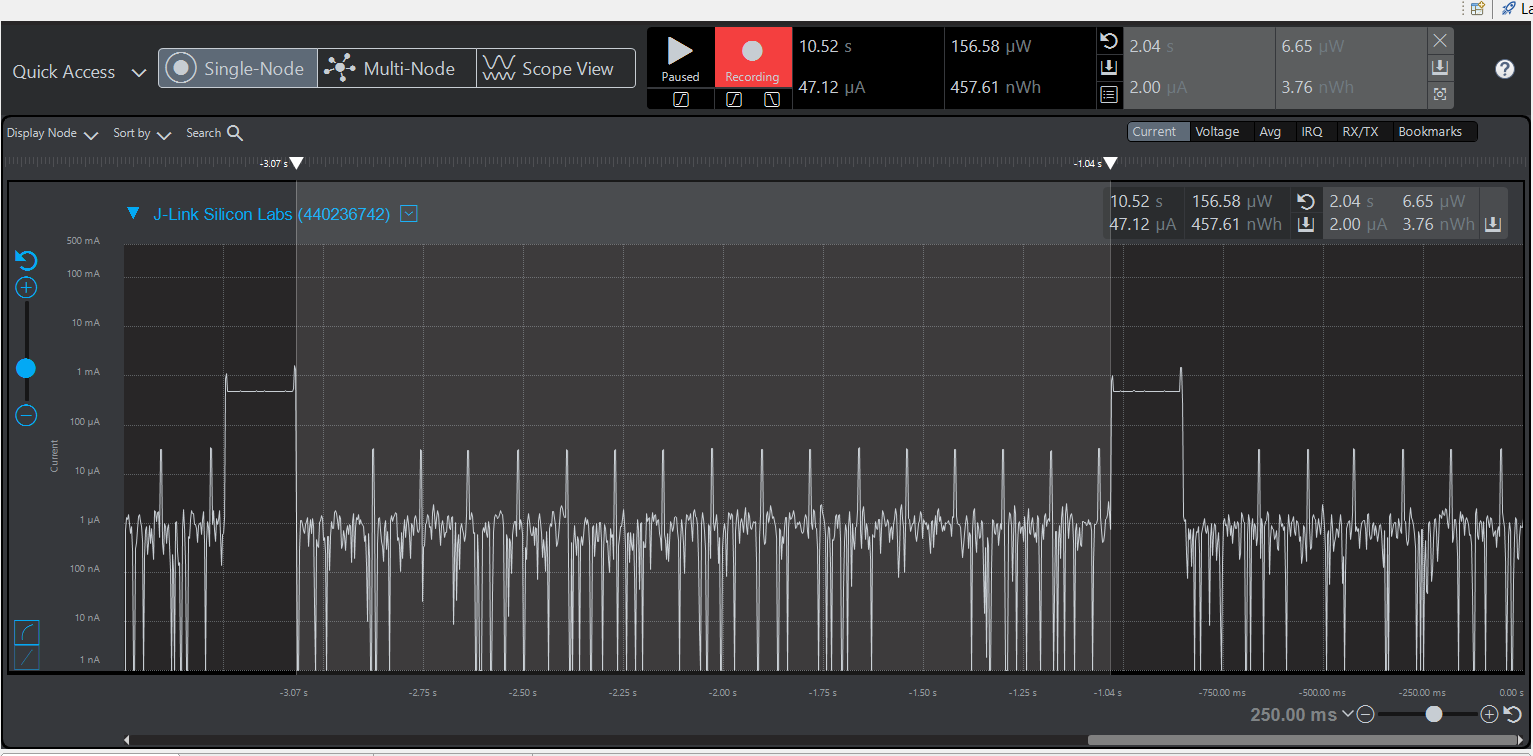 La
Quick Access
Single-Node
Multi-Node
Scope View
Paused
Recording
10.52 s
47.12 µA
156.58 µW
457.61 nWh
2.04 s
2.00 µA
6.65 µW
3.76 nWh
?
Display Node
Sort by
Search
Current
Voltage
Avg
IRQ
RX/TX
Bookmarks
-3.07 s
-1.04 s
J-Link Silicon Labs (440236742)
10.52 s
47.12 µA
156.58 µW
457.61 nWh
2.04 s
2.00 µA
6.65 µW
3.76 nWh
500 mA
100 mA
10 mA
1 mA
100 µA
10 µA
1 µA
100 nA
10 nA
1 nA
Current
-3.07 s
-2.75 s
-2.50 s
-2.25 s
-2.00 s
-1.75 s
-1.50 s
-1.25 s
-1.04 s
-750.00 ms
-500.00 ms
-250.00 ms
0.00 s
250.00 ms